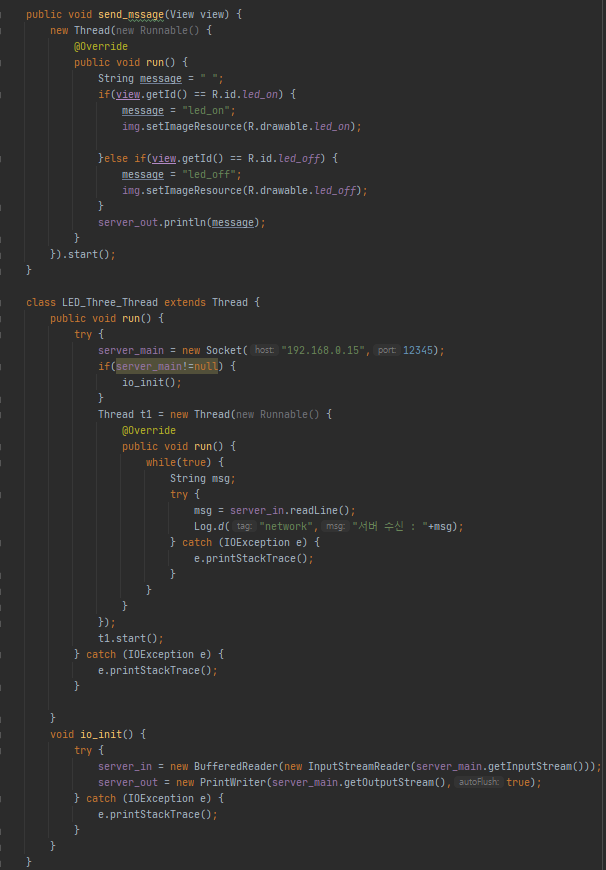 public void send_mssage(View view) {
new Thread(new Runnable() {
@Override
public void run() {
String message = " ";
if(view.getId() == R.id.led_on) {
message = "led_on";
img.setImageResource(R.drawable.led_on);
}else if(view.getId() == R.id.led_off) {
message = "led_off";
img.setImageResource(R.drawable.led_off);
}
server_out.println(message);
}
}).start();
}
class LED_Three_Thread extends Thread {
public void run() {
try {
server_main = new Socket( host: "192.168.0.15", port: 12345);
if(server_main!=null) {
io_init();
}
Thread t1 = new Thread(new Runnable() {
@Override
public void run() {
while(true) {
String msg;
try {
msg = server_in.readLine();
Log.d( tag: "network", msg: "서버 수신 : "+msg);
} catch (IOException e) {
e.printStackTrace();
}
}
}
});
t1.start();
} catch (IOException e) {
e.printStackTrace();
}
}
void io_init() {
try {
server_in = new BufferedReader(new InputStreamReader(server_main.getInputStream()));
server_out = new PrintWriter(server_main.getOutputStream(), autoFlush: true);
} catch (IOException e) {
e.printStackTrace();
}
}
}